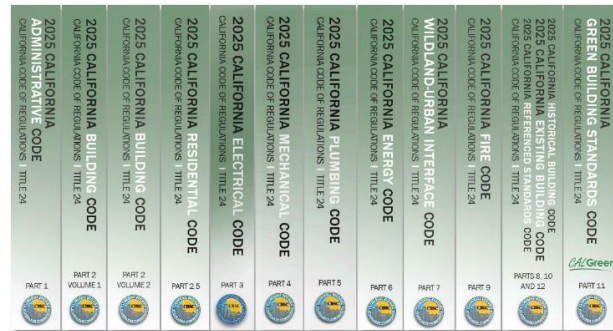 2025 CALIFORNIA
ADMINISTRATIVE CODE
CALIFORNIA CODE OF REGULATIONS | TITLE 24
PART 1
2025 CALIFORNIA BUILDING CODE
CALIFORNIA CODE OF REGULATIONS | TITLE 24
PART 2
VOLUME 1
2025 CALIFORNIA BUILDING CODE
CALIFORNIA CODE OF REGULATIONS | TITLE 24
PART 2
VOLUME 2
2025 CALIFORNIA RESIDENTIAL CODE
CALIFORNIA CODE OF REGULATIONS | TITLE 24
PART 2.5
2025 CALIFORNIA ELECTRICAL CODE
CALIFORNIA CODE OF REGULATIONS | TITLE 24
PART 3
2025 CALIFORNIA MECHANICAL CODE
CALIFORNIA CODE OF REGULATIONS | TITLE 24
PART 4
2025 CALIFORNIA PLUMBING CODE
CALIFORNIA CODE OF REGULATIONS | TITLE 24
PART 5
2025 CALIFORNIA ENERGY CODE
CALIFORNIA CODE OF REGULATIONS | TITLE 24
PART 6
2025 CALIFORNIA
WILDLAND-URBAN INTERFACE CODE
CALIFORNIA CODE OF REGULATIONS | TITLE 24
PART 7
2025 CALIFORNIA FIRE CODE
CALIFORNIA CODE OF REGULATIONS | TITLE 24
PART 9
2025 CALIFORNIA HISTORICAL BUILDING CODE
2025 CALIFORNIA EXISTING BUILDING CODE
2025 CALIFORNIA REFERENCED STANDARDS CODE
CALIFORNIA CODE OF REGULATIONS | TITLE 24
PARTS 8, 10
AND 12
2025 CALIFORNIA
GREEN BUILDING STANDARDS CODE
CALIFORNIA CODE OF REGULATIONS | TITLE 24
CALGreen
PART 11